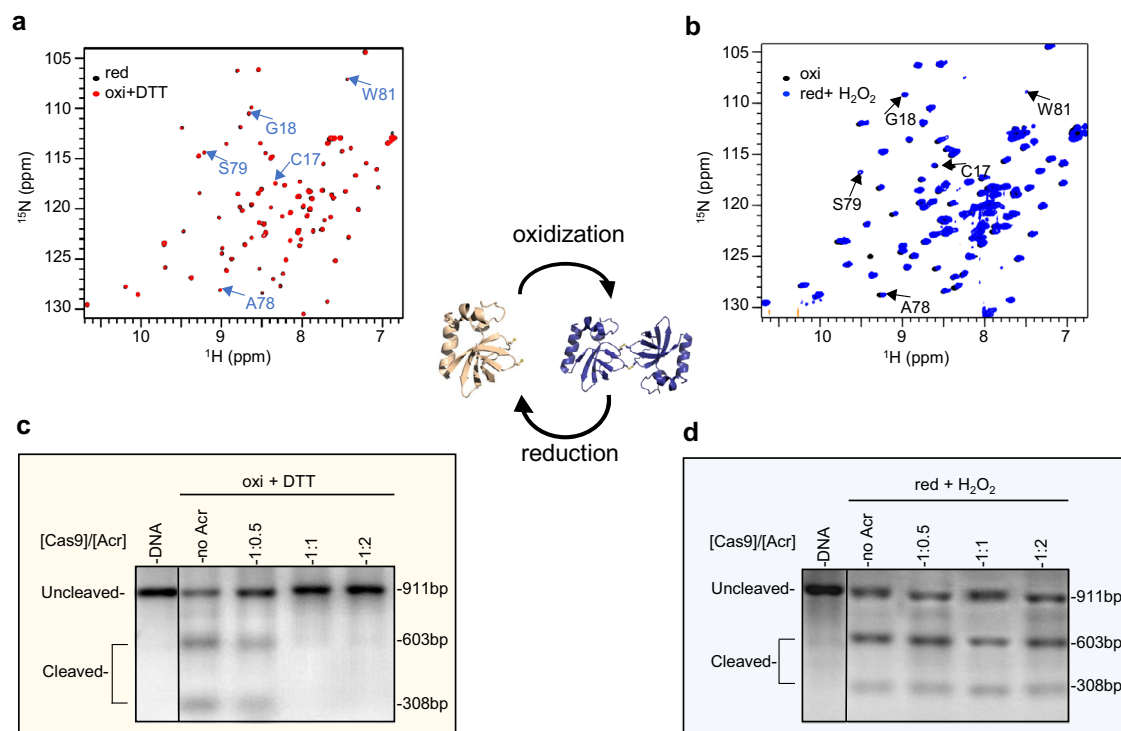 a
red
oxi+DTT
W81
G18
C17
S79
A78
105
110
115
120
125
130
¹⁵N (ppm)
10
9
8
7
¹H (ppm)
b
oxi
red+ H₂O₂
G18
W81
C17
S79
A78
105
110
115
120
125
130
¹⁵N (ppm)
10
9
8
7
¹H (ppm)
oxidization
reduction
c
oxi + DTT
[Cas9]/[Acr]
-DNA
-no Acr
-1:0.5
-1:1
-1:2
Uncleaved-
-911bp
-603bp
Cleaved-
-308bp
d
red + H₂O₂
[Cas9]/[Acr]
-DNA
-no Acr
-1:0.5
-1:1
-1:2
Uncleaved-
-911bp
-603bp
Cleaved-
-308bp